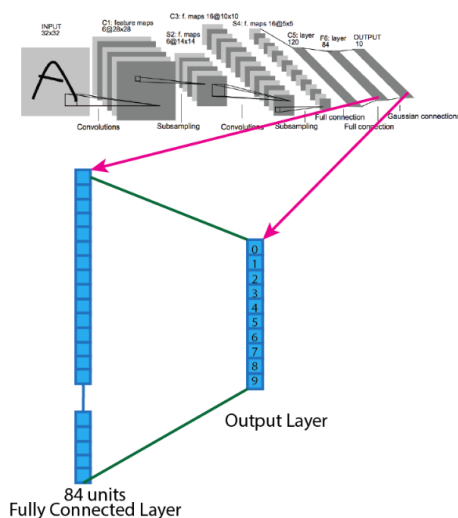 INPUT
32x32
C1: feature maps
6@28x28
S2: f. maps
6@14x14
C3: f. maps 16@10x10
S4: f. maps 16@5x5
C5: layer
120
F6: layer
84
OUTPUT
10
Convolutions
Subsampling
Convolutions
Subsampling
Full connection
Full connection
Gaussian connections
0
1
2
3
4
5
6
7
8
9
Output Layer
84 units
Fully Connected Layer